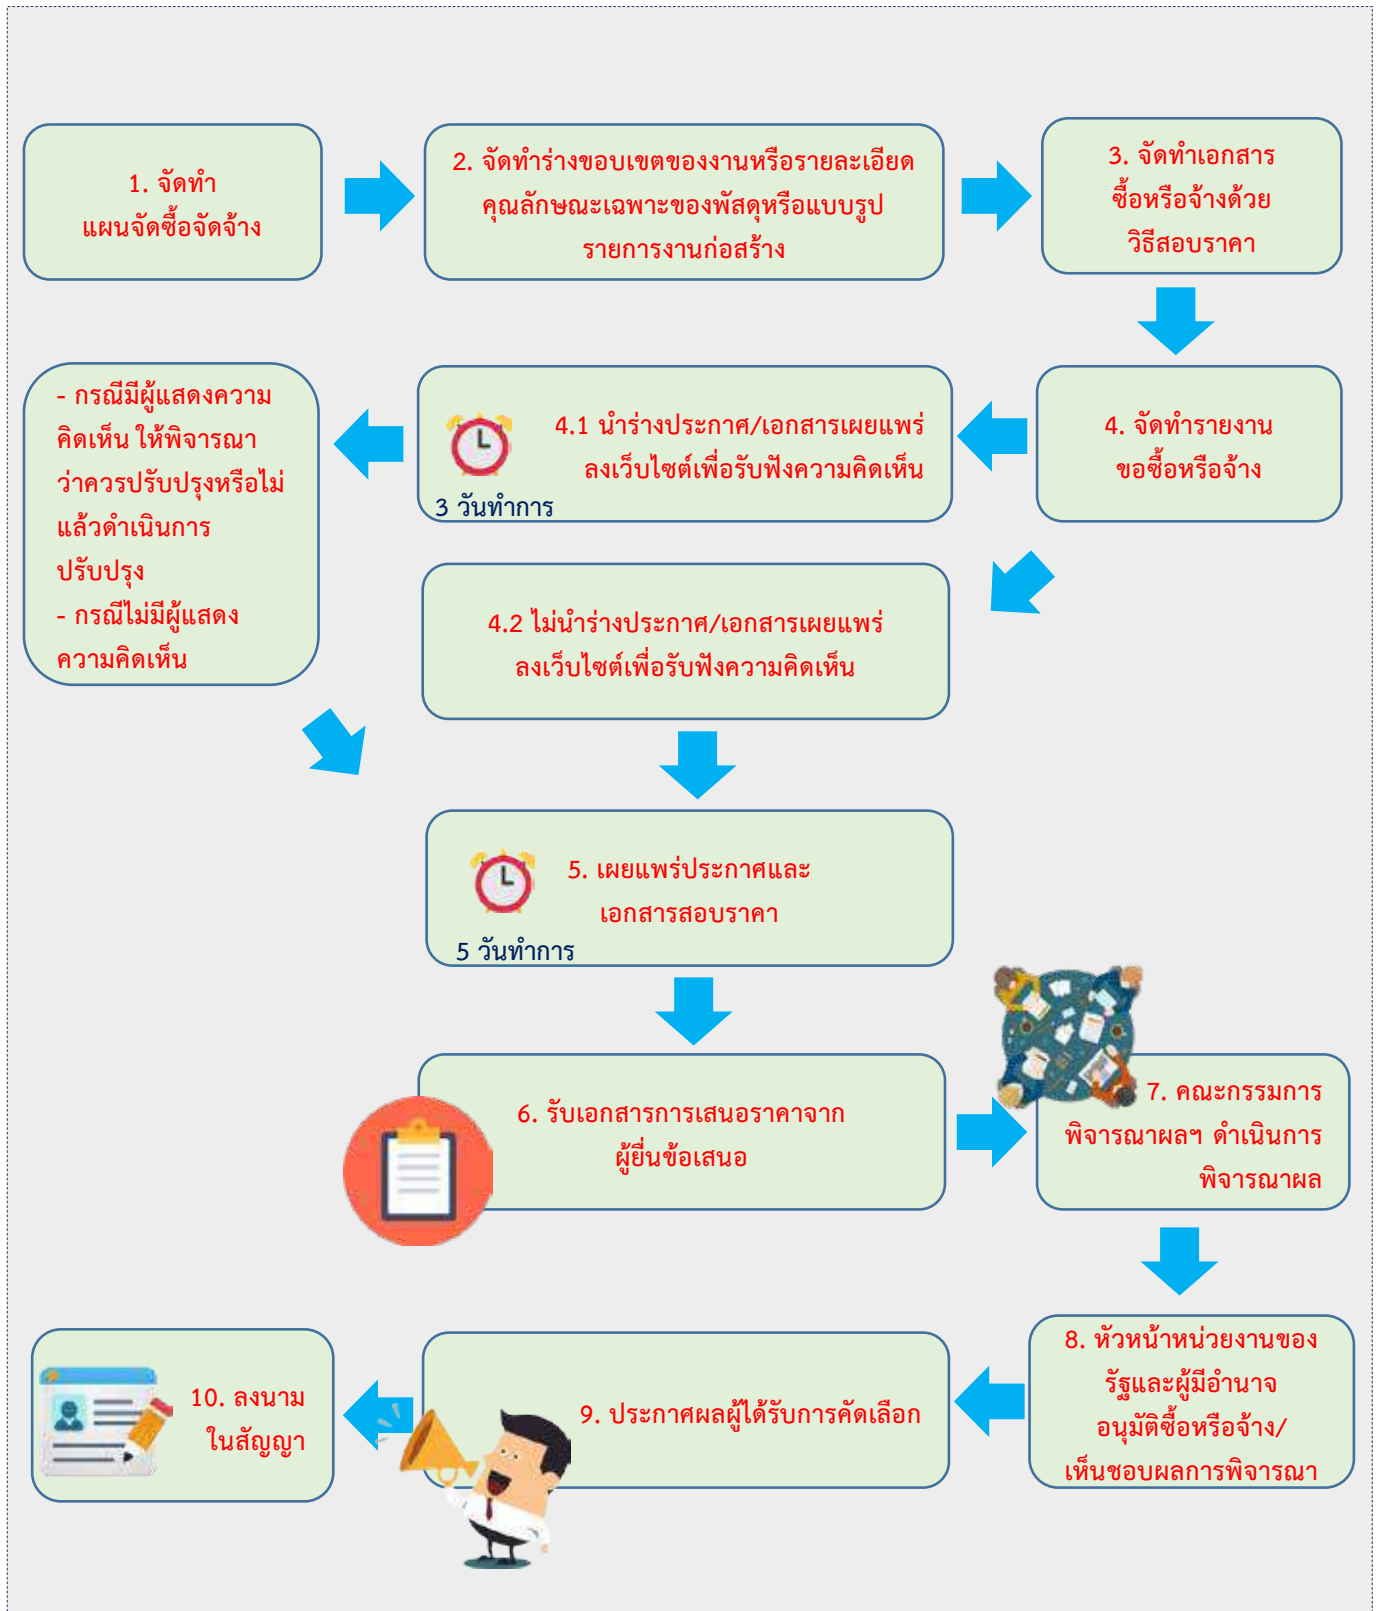 1. จัดทำ
แผนจัดซื้อจัดจ้าง
2. จัดทำร่างขอบเขตของงานหรือรายละเอียด
คุณลักษณะเฉพาะของพัสดุหรือแบบรูป
รายการงานก่อสร้าง
3. จัดทำเอกสาร
ซื้อหรือจ้างด้วย
วิธีสอบราคา
4. จัดทำรายงาน
ขอซื้อหรือจ้าง
4.1 นำร่างประกาศ/เอกสารเผยแพร่
ลงเว็บไซต์เพื่อรับฟังความคิดเห็น
3 วันทำการ
- กรณีมีผู้แสดงความ
คิดเห็น ให้พิจารณา
ว่าควรปรับปรุงหรือไม่
แล้วดำเนินการ
ปรับปรุง
- กรณีไม่มีผู้แสดง
ความคิดเห็น
4.2 ไม่นำร่างประกาศ/เอกสารเผยแพร่
ลงเว็บไซต์เพื่อรับฟังความคิดเห็น
5. เผยแพร่ประกาศและ
เอกสารสอบราคา
5 วันทำการ
6. รับเอกสารการเสนอราคาจาก
ผู้ยื่นข้อเสนอ
7. คณะกรรมการ
พิจารณาผลฯ ดำเนินการ
พิจารณาผล
8. หัวหน้าหน่วยงานของ
รัฐและผู้มีอำนาจ
อนุมัติซื้อหรือจ้าง/
เห็นชอบผลการพิจารณา
9. ประกาศผลผู้ได้รับการคัดเลือก
10. ลงนาม
ในสัญญา